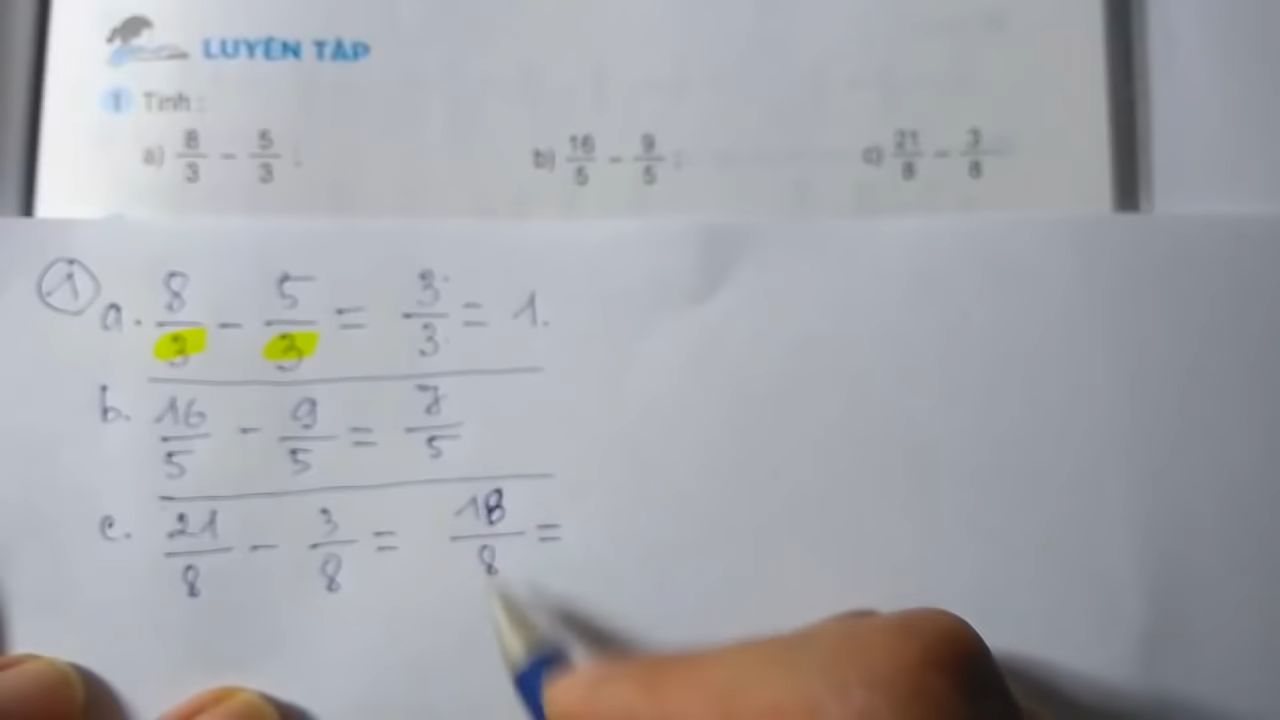 LUYỆN TẬP
1 Tính :
a) 8/3 - 5/3 ; b) 16/5 - 9/5 ; c) 21/8 - 3/8
1 a. 8/3 - 5/3 = 3/3 = 1.
b. 16/5 - 9/5 = 7/5
c. 21/8 - 3/8 = 18/8 =